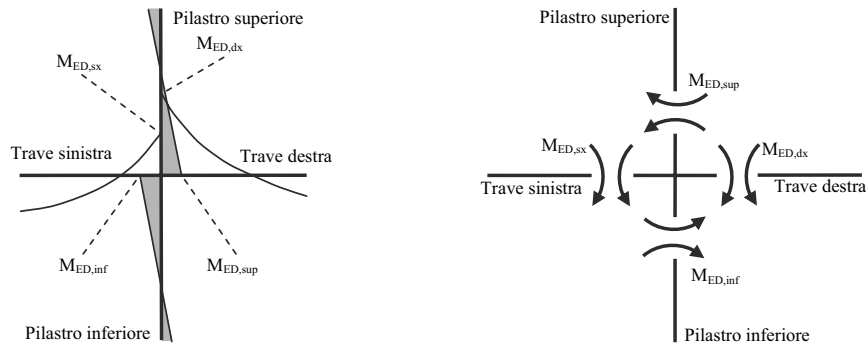 Pilastro superiore
M_ED,dx
M_ED,sx
Trave sinistra
Trave destra
M_ED,inf
M_ED,sup
Pilastro inferiore
Pilastro superiore
M_ED,sup
M_ED,sx
M_ED,dx
Trave sinistra
Trave destra
M_ED,inf
Pilastro inferiore